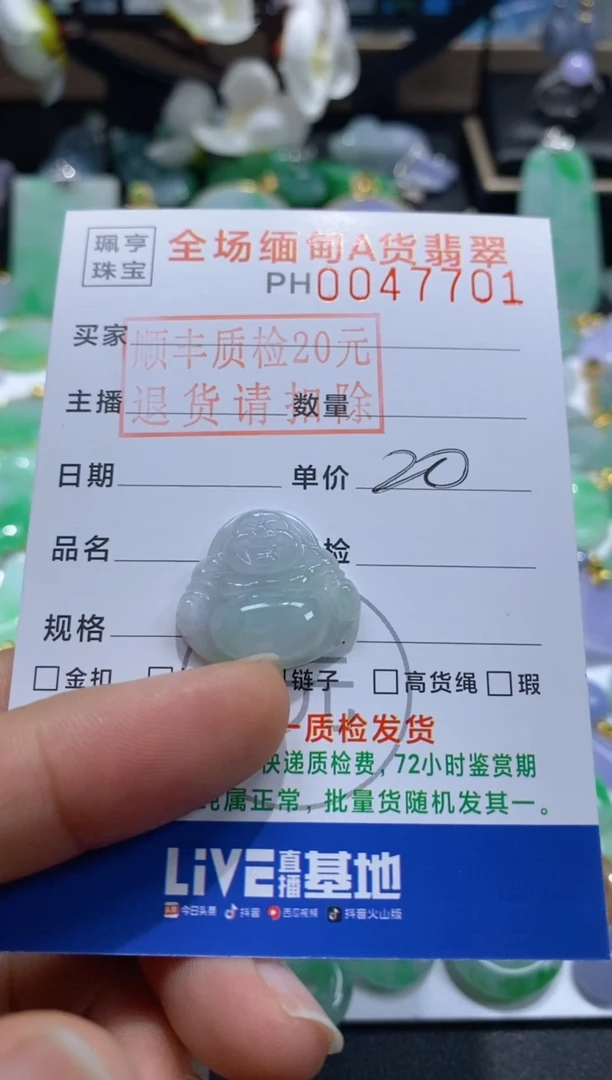 珮亨
珠宝
全场缅甸A货翡翠
PH0047701
买家
顺丰质检20元
退货请扣除
主播 数量
日期 单价 20
品名 检
规格
金扣 链子 高货绳 瑕
一质检发货
快递质检费,72小时鉴赏期
属正常,批量货随机发其一。
LiVE直播基地
今日头条 抖音 西瓜视频 抖音火山版